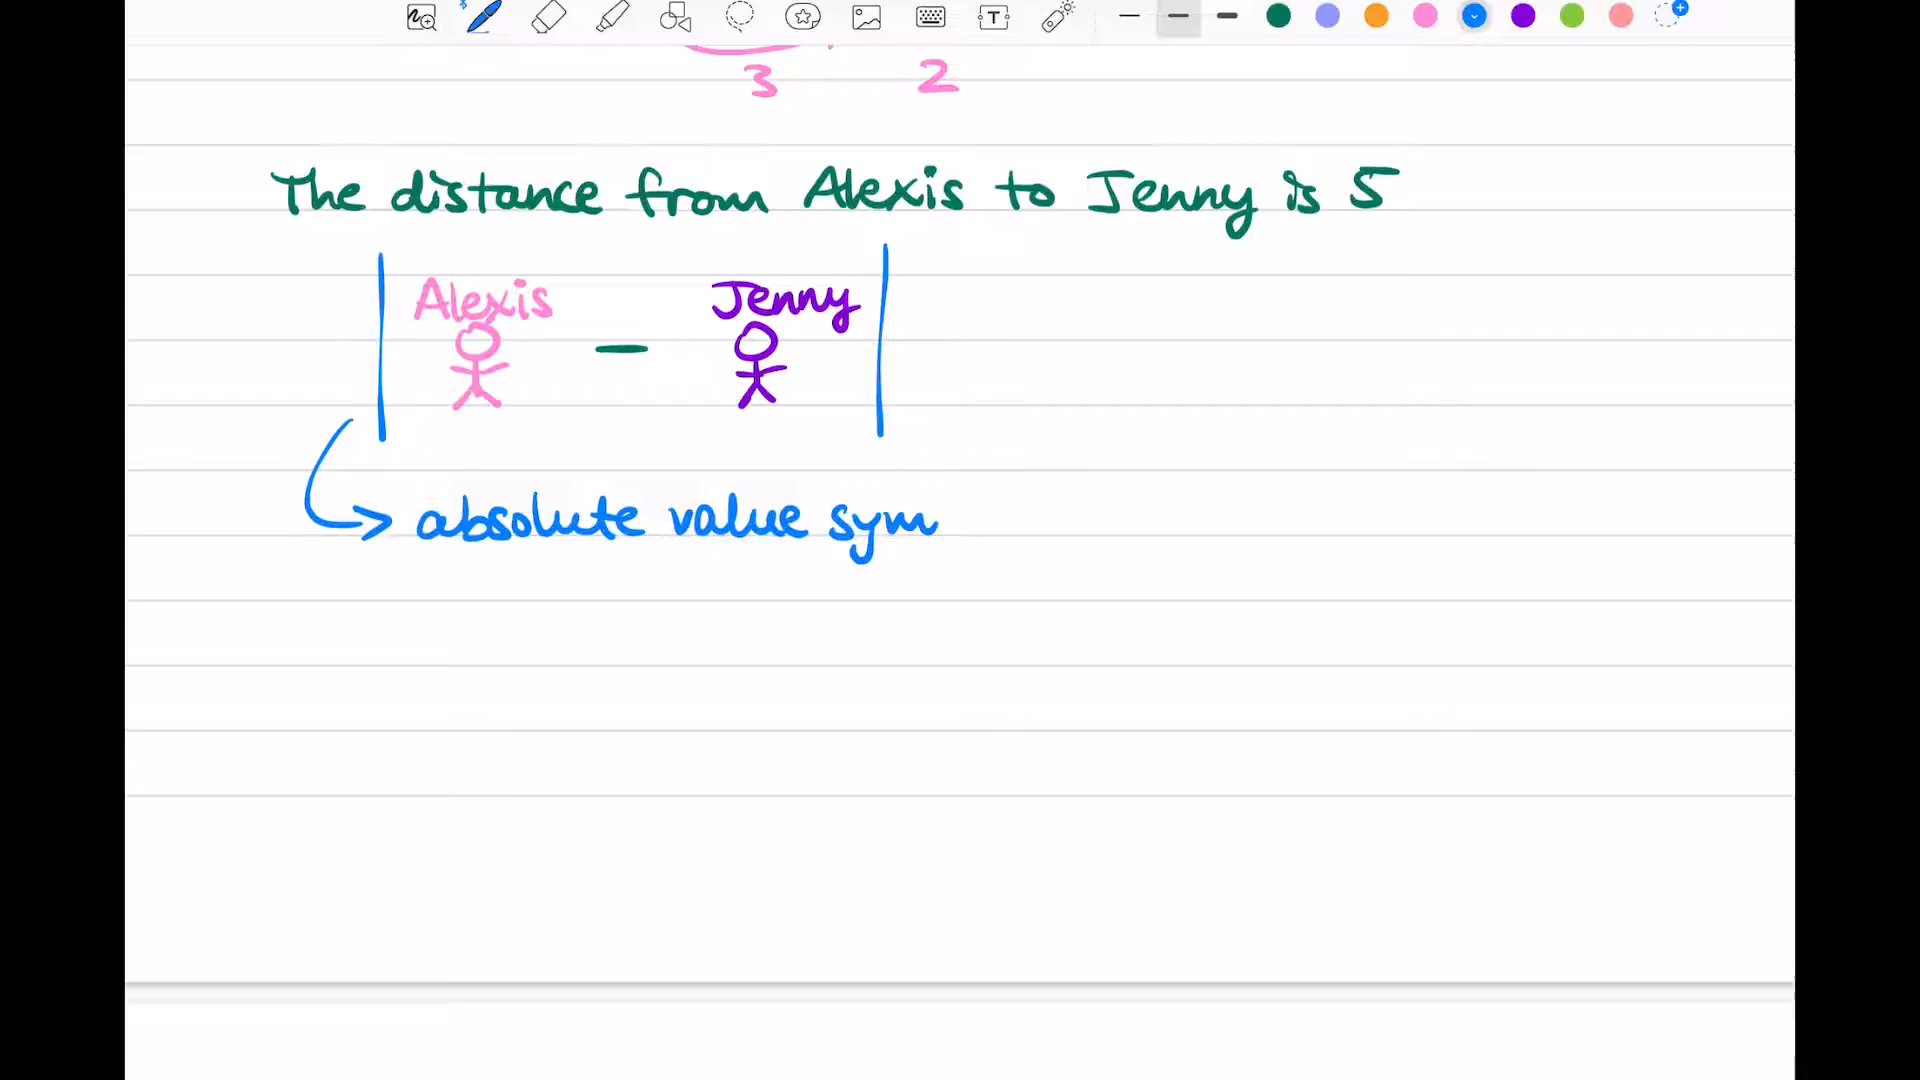 3 2
The distance from Alexis to Jenny is 5
| Alexis - Jenny |
absolute value sym